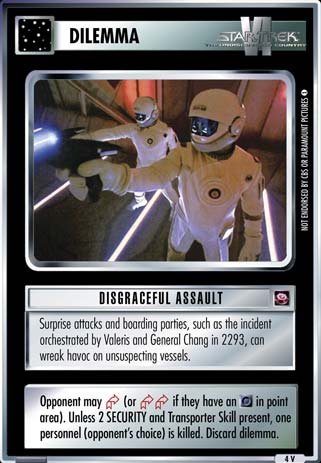 DILEMMA
VI
STAR TREK
THE UNDISCOVERED COUNTRY
NOT ENDORSED BY CBS OR PARAMOUNT PICTURES
DISGRACEFUL ASSAULT
Surprise attacks and boarding parties, such as the incident
orchestrated by Valeris and General Chang in 2293, can
wreak havoc on unsuspecting vessels.
Opponent may (or if they have an in point
area). Unless 2 SECURITY and Transporter Skill present, one
personnel (opponent's choice) is killed. Discard dilemma.
4 V